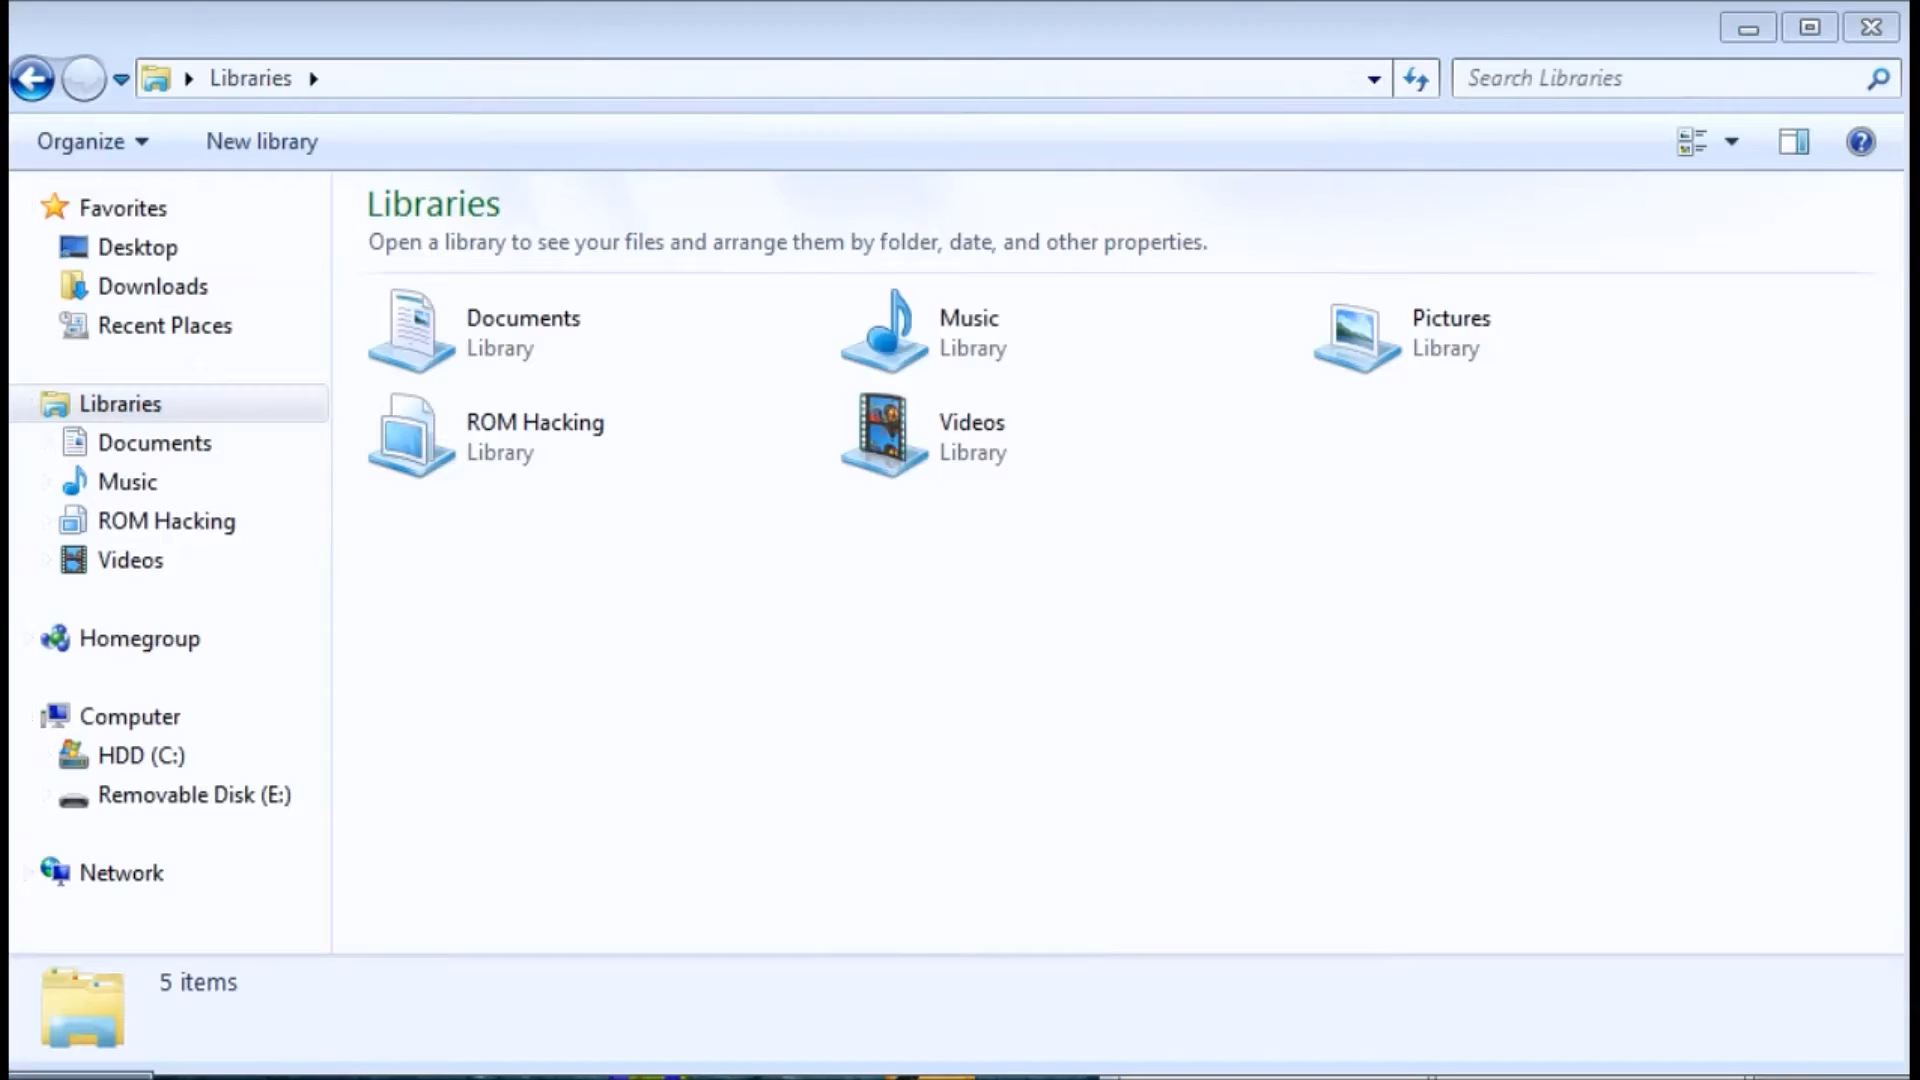 Libraries
Search Libraries
Organize
New library
Favorites
Desktop
Downloads
Recent Places
Libraries
Documents
Music
ROM Hacking
Videos
Homegroup
Computer
HDD (C:)
Removable Disk (E:)
Network
Libraries
Open a library to see your files and arrange them by folder, date, and other properties.
Documents
Library
Music
Library
Pictures
Library
ROM Hacking
Library
Videos
Library
5 items